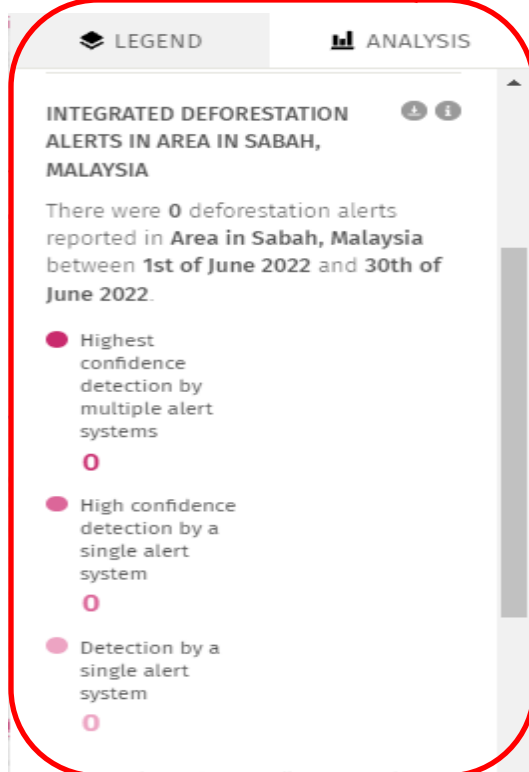 LEGEND ANALYSIS
INTEGRATED DEFORESTATION
ALERTS IN AREA IN SABAH,
MALAYSIA
There were 0 deforestation alerts
reported in Area in Sabah, Malaysia
between 1st of June 2022 and 30th of
June 2022.
Highest
confidence
detection by
multiple alert
systems
0
High confidence
detection by a
single alert
system
0
Detection by a
single alert
system
0